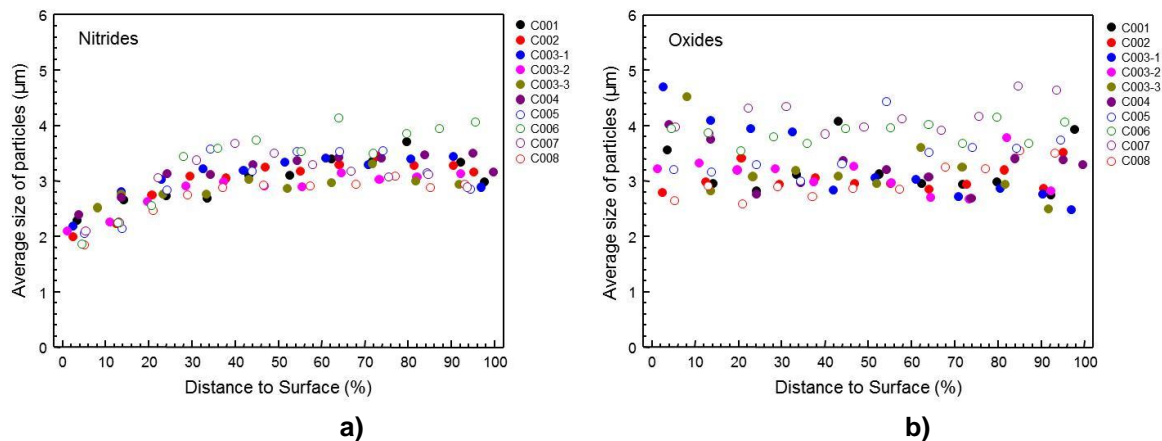 Nitrides
Average size of particles (µm)
6
5
4
3
2
1
0
0 10 20 30 40 50 60 70 80 90 100
Distance to Surface (%)
C001
C002
C003-1
C003-2
C003-3
C004
C005
C006
C007
C008
a)
Oxides
Average size of particles (µm)
6
5
4
3
2
1
0
0 10 20 30 40 50 60 70 80 90 100
Distance to Surface (%)
C001
C002
C003-1
C003-2
C003-3
C004
C005
C006
C007
C008
b)